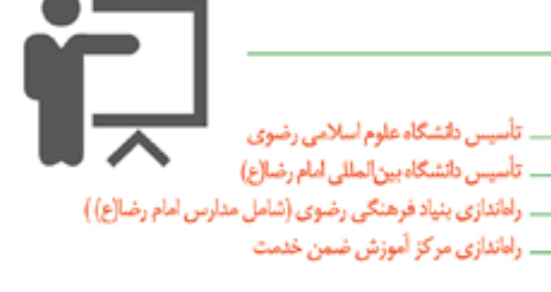 تأسیس دانشگاه علوم اسلامی رضوی
تأسیس دانشگاه بین‌المللی امام رضا(ع)
راه‌اندازی بنیاد فرهنگی رضوی (شامل مدارس امام رضا(ع) )
راه‌اندازی مرکز آموزش ضمن خدمت